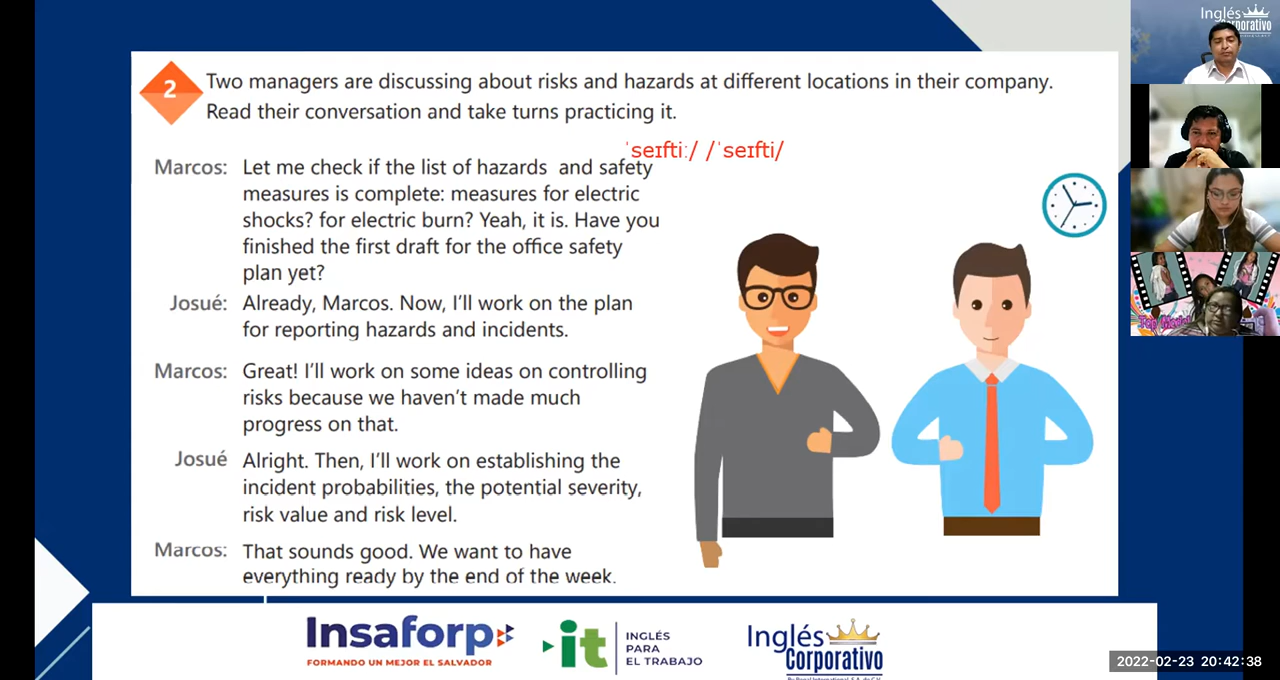 2
Two managers are discussing about risks and hazards at different locations in their company.
Read their conversation and take turns practicing it.
ˈseɪftiː/ /ˈseɪfti/
Marcos: Let me check if the list of hazards and safety
measures is complete: measures for electric
shocks? for electric burn? Yeah, it is. Have you
finished the first draft for the office safety
plan yet?
Josué: Already, Marcos. Now, I'll work on the plan
for reporting hazards and incidents.
Marcos: Great! I'll work on some ideas on controlling
risks because we haven't made much
progress on that.
Josué Alright. Then, I'll work on establishing the
incident probabilities, the potential severity,
risk value and risk level.
Marcos: That sounds good. We want to have
everything ready by the end of the week.
Insaforp
FORMANDO UN MEJOR EL SALVADOR
it
INGLÉS
PARA
EL TRABAJO
Inglés
Corporativo
Inglés
Corporativo
2022-02-23 20:42:38